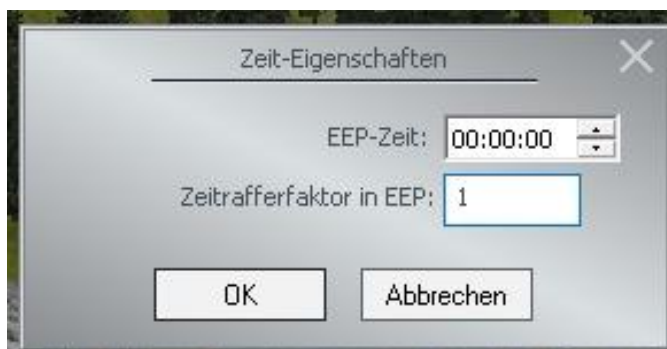 Zeit-Eigenschaften
EEP-Zeit: 00:00:00
Zeitrafferfaktor in EEP: 1
OK Abbrechen